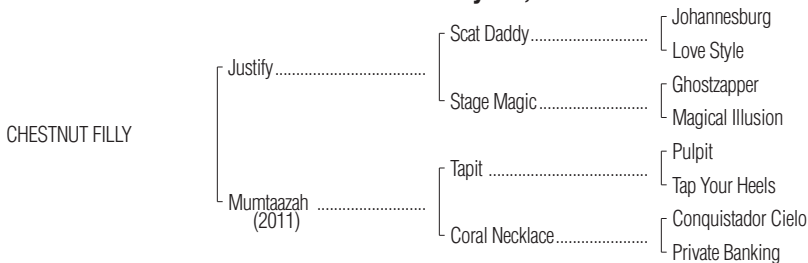 Johannesburg
Scat Daddy..............................
Love Style
Justify....................................
Ghostzapper
Stage Magic...........................
Magical Illusion
CHESTNUT FILLY
Pulpit
Tapit ......................................
Tap Your Heels
Mumtaazah ..........................
(2011)
Conquistador Cielo
Coral Necklace......................
Private Banking